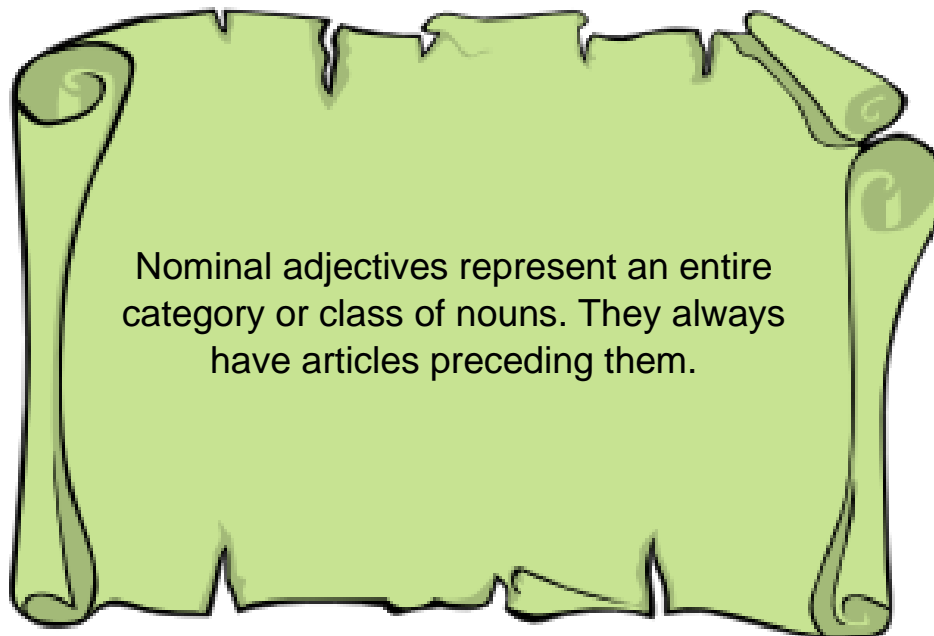 Nominal adjectives represent an entire
category or class of nouns. They always
have articles preceding them.